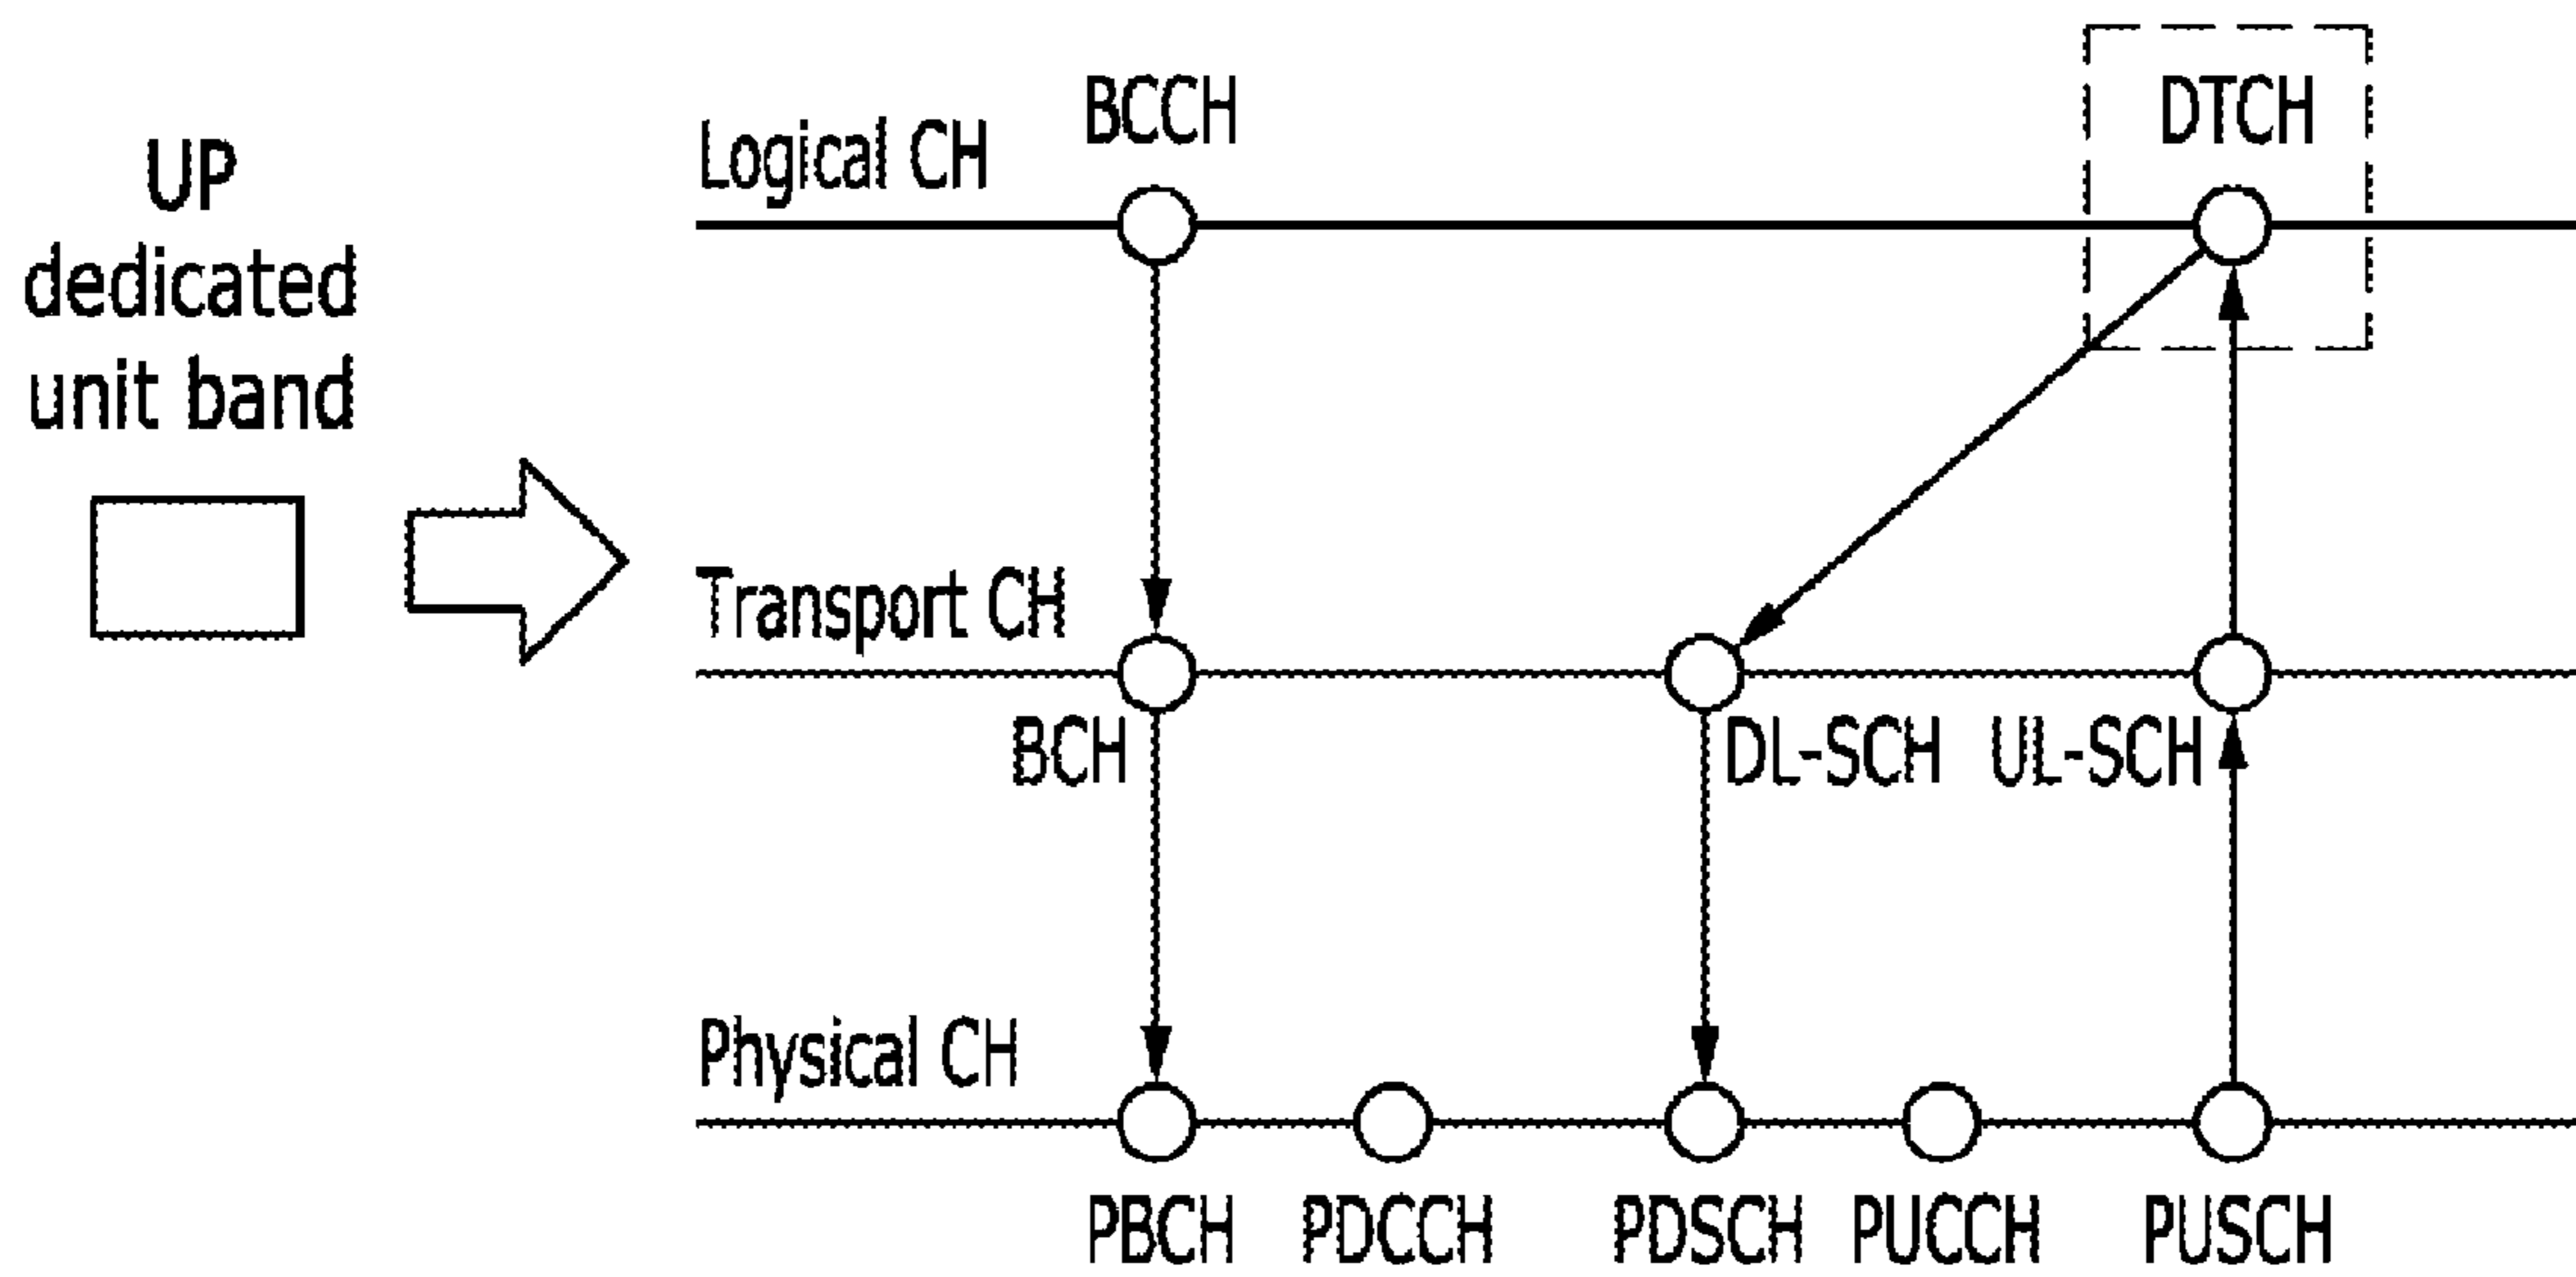 UP
dedicated
unit band
Logical CH
BCCH
DTCH
Transport CH
BCH
DL-SCH
UL-SCH
Physical CH
PBCH
PDCCH
PDSCH
PUCCH
PUSCH